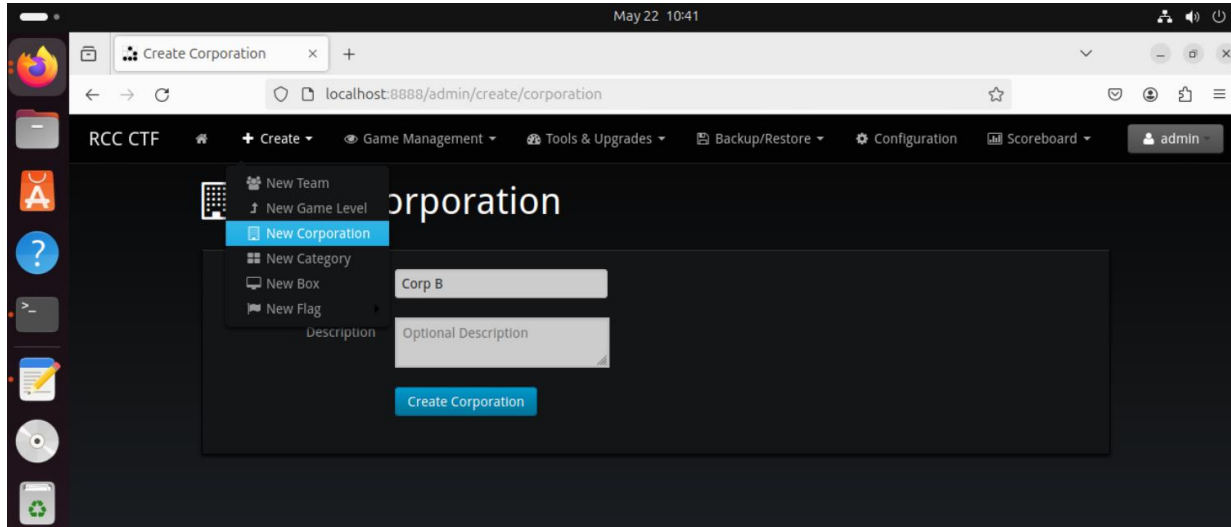 May 22 10:41
Create Corporation
localhost:8888/admin/create/corporation
RCC CTF
Create
Game Management
Tools & Upgrades
Backup/Restore
Configuration
Scoreboard
admin
orporation
New Team
New Game Level
New Corporation
New Category
New Box
New Flag
Corp B
Description
Optional Description
Create Corporation